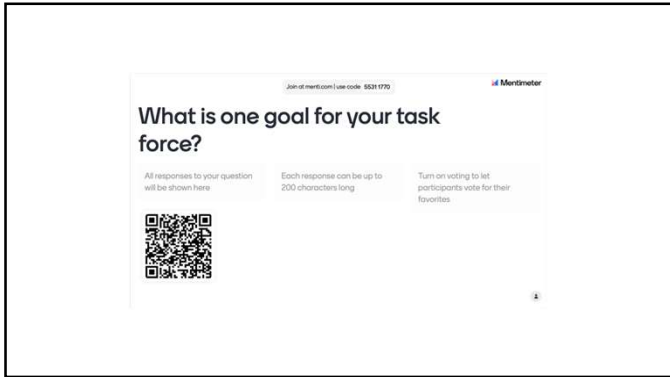 Join at menti.com | use code 5531 1770
Mentimeter
What is one goal for your task
force?
All responses to your question
will be shown here
Each response can be up to
200 characters long
Turn on voting to let
participants vote for their
favorites